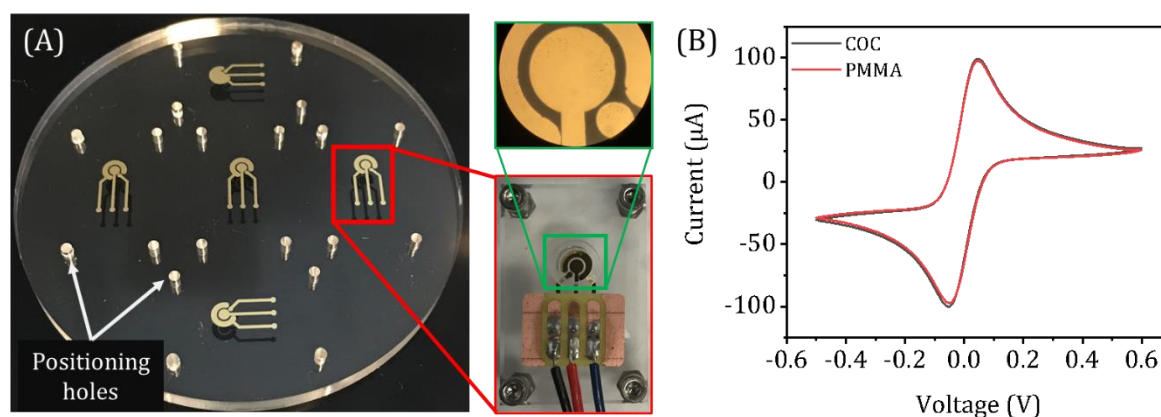 (A)
Positioning
holes
(B)
COC
PMMA
100
50
0
-50
-100
Current (μA)
-0.6 -0.4 -0.2 0.0 0.2 0.4 0.6
Voltage (V)